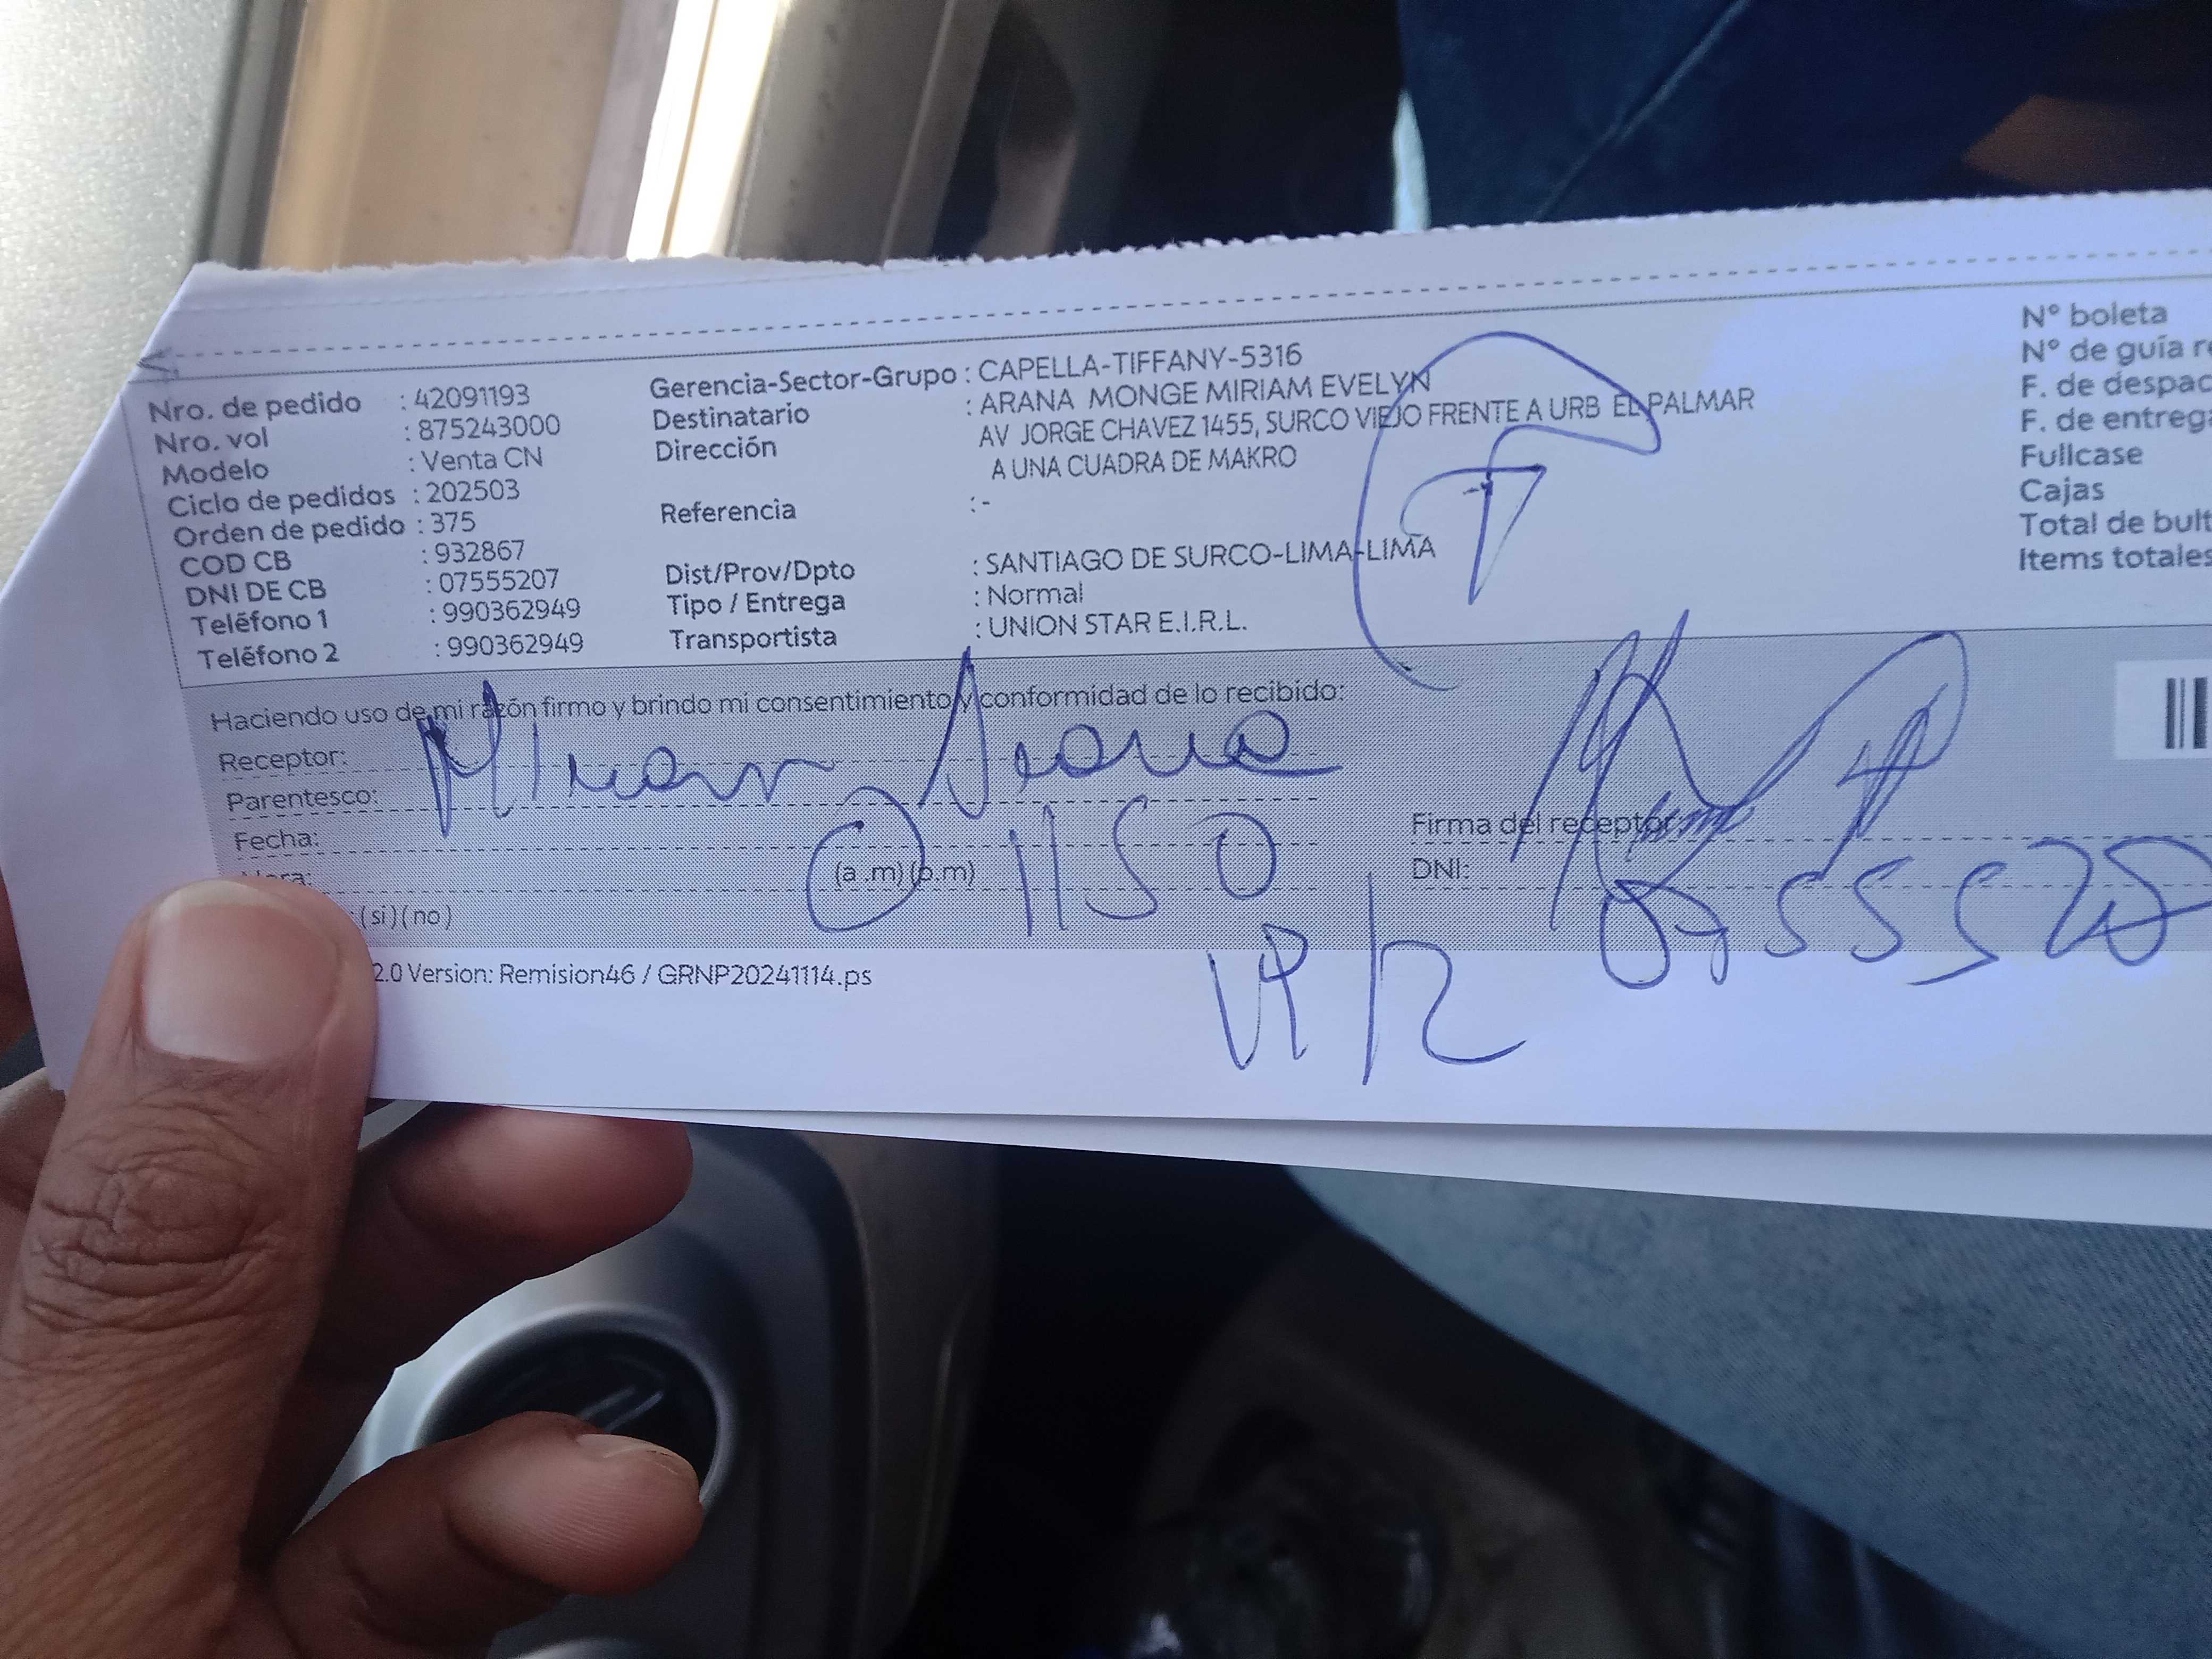 Nro. de pedido : 42091193
Nro. vol : 875243000
Modelo : Venta CN
Ciclo de pedidos : 202503
Orden de pedido : 375
COD CB : 932867
DNI DE CB : 07555207
Teléfono 1 : 990362949
Teléfono 2 : 990362949
Gerencia-Sector-Grupo : CAPELLA-TIFFANY-5316
Destinatario : ARANA MONGE MIRIAM EVELYN
Dirección AV JORGE CHAVEZ 1455, SURCO VIEJO FRENTE A URB EL PALMAR
A UNA CUADRA DE MAKRO
Referencia : -
Dist/Prov/Dpto : SANTIAGO DE SURCO-LIMA-LIMA
Tipo / Entrega : Normal
Transportista : UNION STAR E.I.R.L.
N° boleta
N° de guía re
F. de despac
F. de entrega
Fullcase
Cajas
Total de bult
Items totales
Haciendo uso de mi razón firmo y brindo mi consentimiento y conformidad de lo recibido:
Receptor: Miriam Arana
Parentesco:
Fecha:
(a.m)(p.m) 1150
: (si)(no)
Firma del receptor:
DNI: 0755520
2.0 Version: Remision46 / GRNP20241114.ps